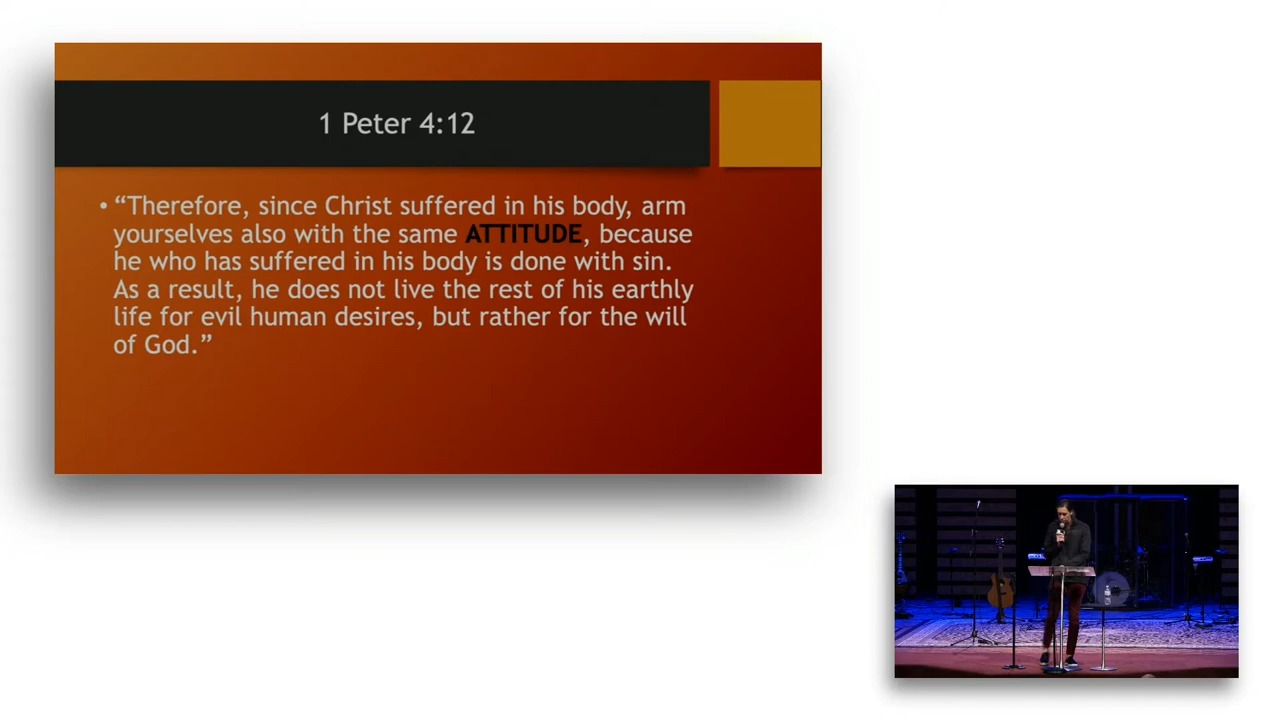 1 Peter 4:12
• “Therefore, since Christ suffered in his body, arm
yourselves also with the same ATTITUDE, because
he who has suffered in his body is done with sin.
As a result, he does not live the rest of his earthly
life for evil human desires, but rather for the will
of God.”